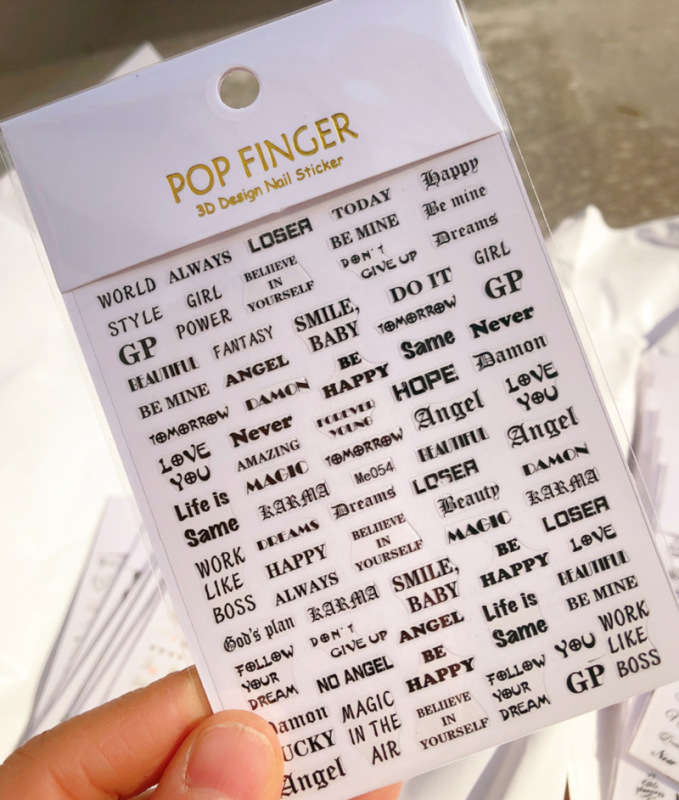 POP FINGER
3D Design Nail Sticker
WORLD
STYLE
GP
BEAUTIFUL
BE MINE
TOMORROW
LOVE
YOU
Life is
Same
WORK
LIKE
BOSS
God's plan
FOLLOW
YOUR
DREAM
amon
UCKY
Angel
ALWAYS
GIRL
POWER
FANTASY
ANGEL
DAMON
Never
AMAZING
MAGIC
KARMA
DREAMS
HAPPY
ALWAYS
KARMA
DON'T
GIVE UP
NO ANGEL
MAGIC
IN THE
AIR
LOSER
BELIIEVE
IN
YOURSELF
SMILE,
BABY
BE
HAPPY
FOREVER
YOUNG
TOMORROW
Me054
Dreams
BELIIEVE
IN
YOURSELF
SMILE,
BABY
ANGEL
BE
HAPPY
BELIIEVE
IN
YOURSELF
TODAY
BE MINE
DON'T
GIVE UP
DO IT
TOMORROW
Same
HOPE
Angel
BEAUTIFUL
LOSER
Beauty
MAGIC
BE
HAPPY
Life is
Same
FOLLOW
YOUR
DREAM
Happy
Be mine
Dreams
GIRL
GP
Never
Damon
LOVE
YOU
Angel
DAMON
KARMA
LOSER
LOVE
BEAUTIFUL
BE MINE
YOU
GP
WORK
LIKE
BOSS